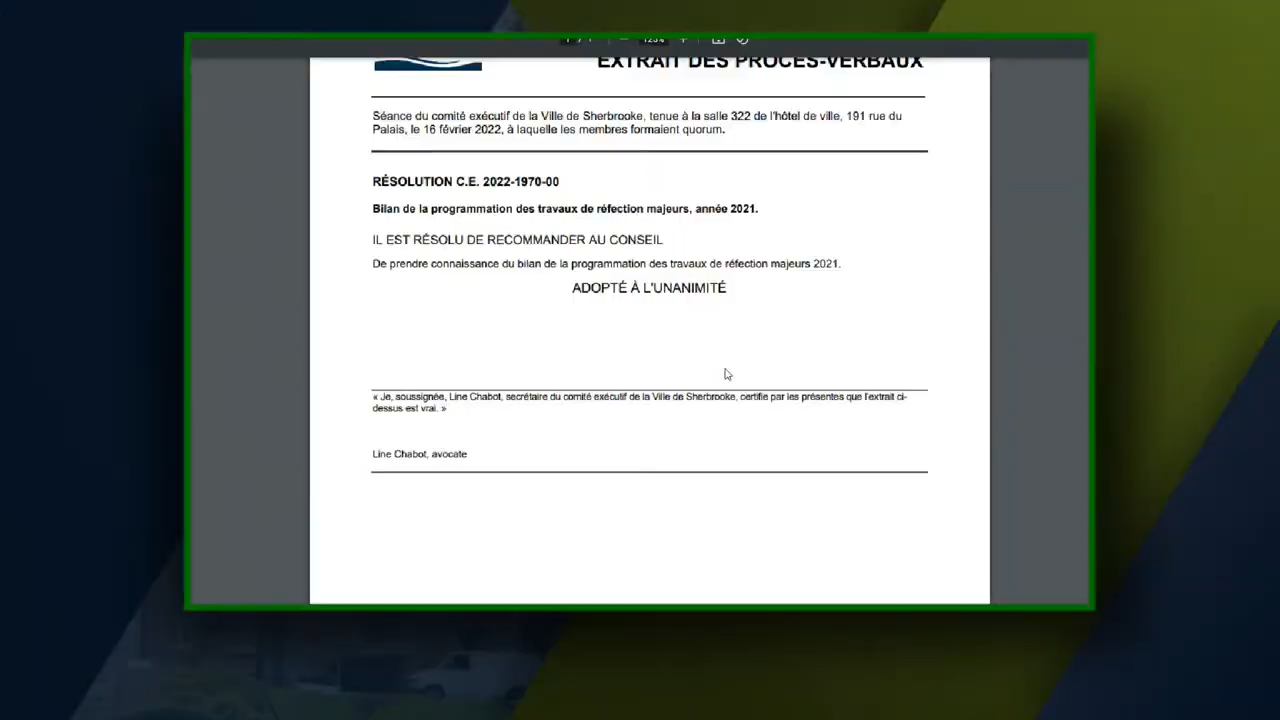 125%
EXTRAIT DES PROCÈS-VERBAUX
Séance du comité exécutif de la Ville de Sherbrooke, tenue à la salle 322 de l'hôtel de ville, 191 rue du
Palais, le 16 février 2022, à laquelle les membres formaient quorum.
RÉSOLUTION C.E. 2022-1970-00
Bilan de la programmation des travaux de réfection majeurs, année 2021.
IL EST RÉSOLU DE RECOMMANDER AU CONSEIL
De prendre connaissance du bilan de la programmation des travaux de réfection majeurs 2021.
ADOPTÉ À L'UNANIMITÉ
« Je, soussignée, Line Chabot, secrétaire du comité exécutif de la Ville de Sherbrooke, certifie par les présentes que l'extrait ci-
dessus est vrai. »
Line Chabot, avocate